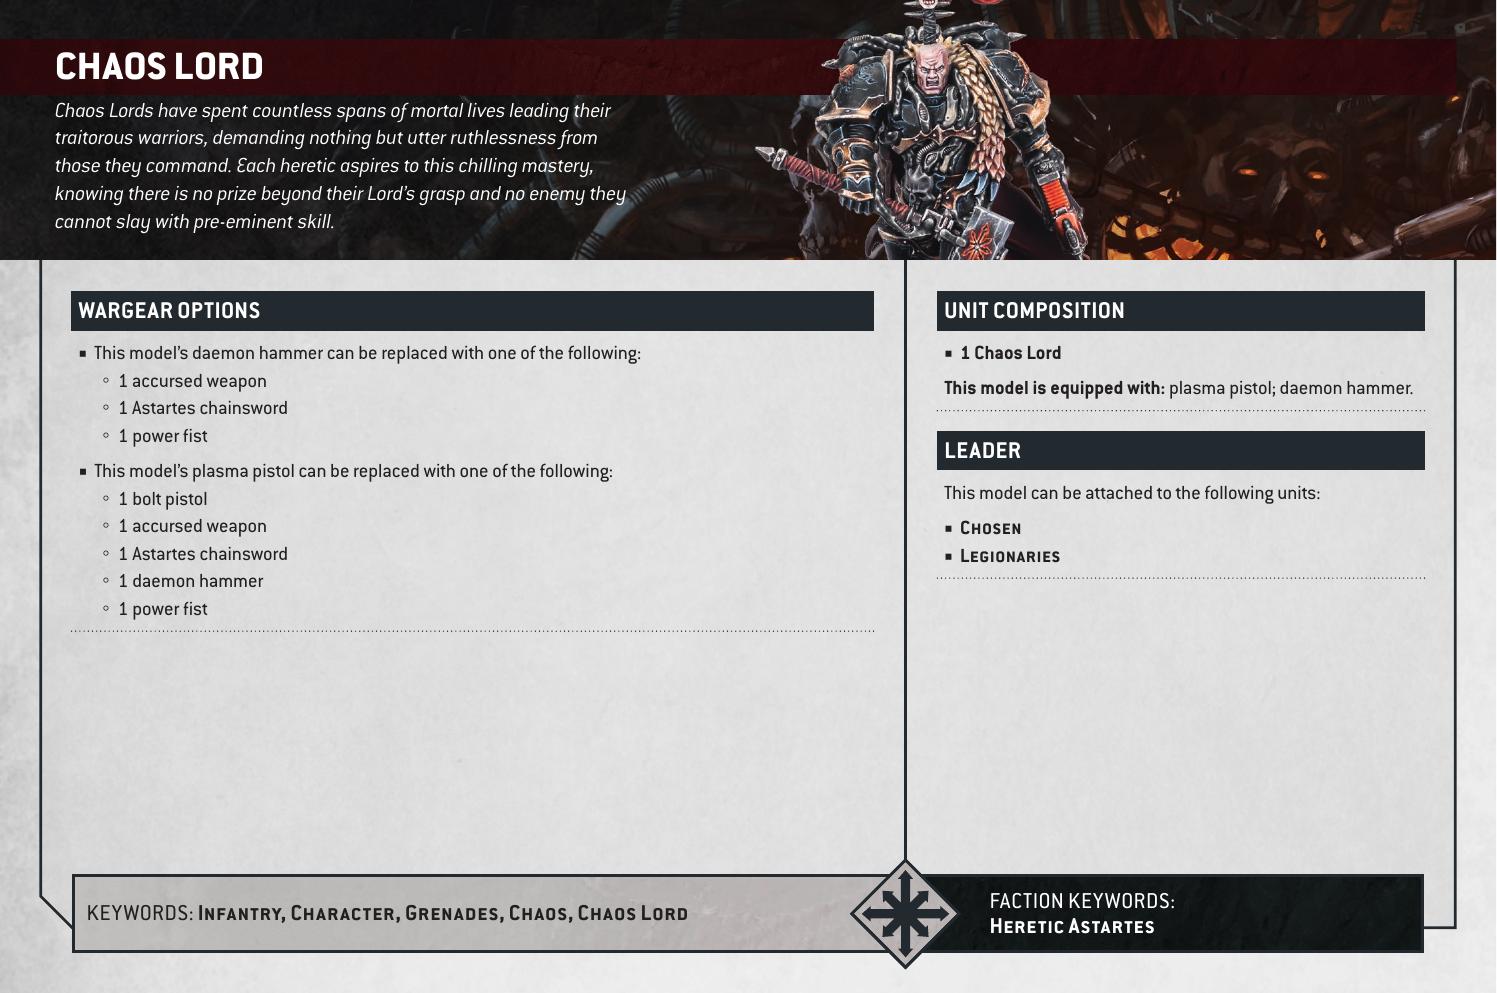 CHAOS LORD
Chaos Lords have spent countless spans of mortal lives leading their
traitorous warriors, demanding nothing but utter ruthlessness from
those they command. Each heretic aspires to this chilling mastery,
knowing there is no prize beyond their Lord's grasp and no enemy they
cannot slay with pre-eminent skill.
WARGEAR OPTIONS
▪ This model's daemon hammer can be replaced with one of the following:
◦ 1 accursed weapon
◦ 1 Astartes chainsword
◦ 1 power fist
▪ This model's plasma pistol can be replaced with one of the following:
◦ 1 bolt pistol
◦ 1 accursed weapon
◦ 1 Astartes chainsword
◦ 1 daemon hammer
◦ 1 power fist
UNIT COMPOSITION
▪ 1 Chaos Lord
This model is equipped with: plasma pistol; daemon hammer.
LEADER
This model can be attached to the following units:
▪ Chosen
▪ Legionaries
KEYWORDS: Infantry, Character, Grenades, Chaos, Chaos Lord
FACTION KEYWORDS:
Heretic Astartes